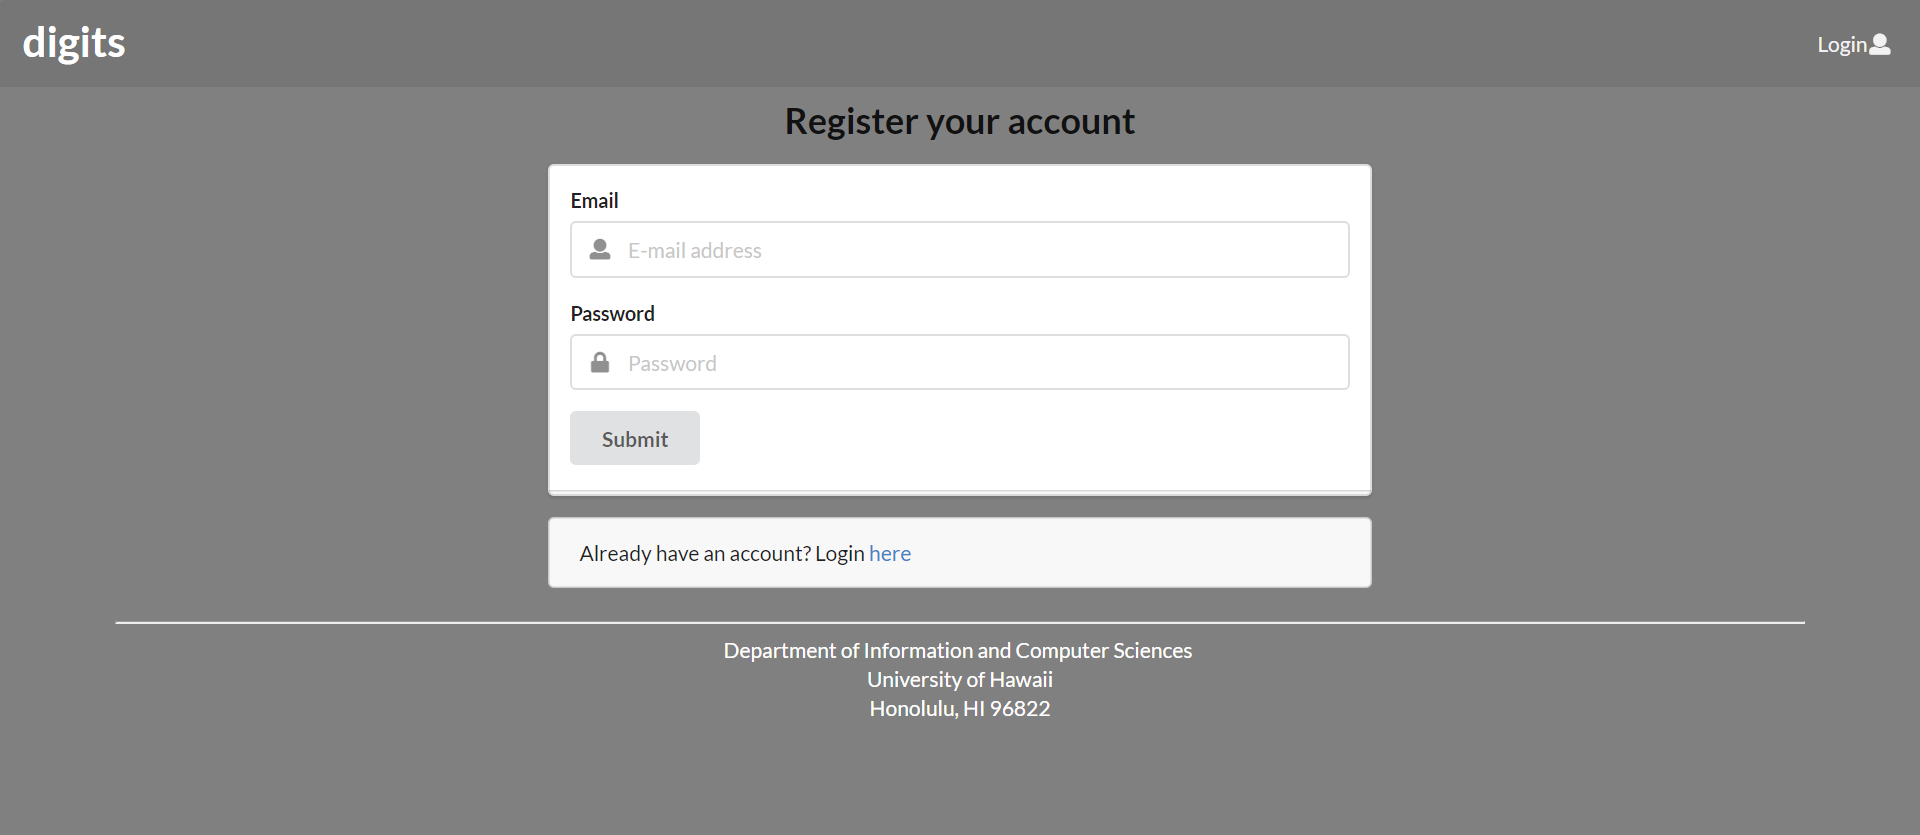 digits
Login
Register your account
Email
E-mail address
Password
Password
Submit
Already have an account? Login here
Department of Information and Computer Sciences
University of Hawaii
Honolulu, HI 96822